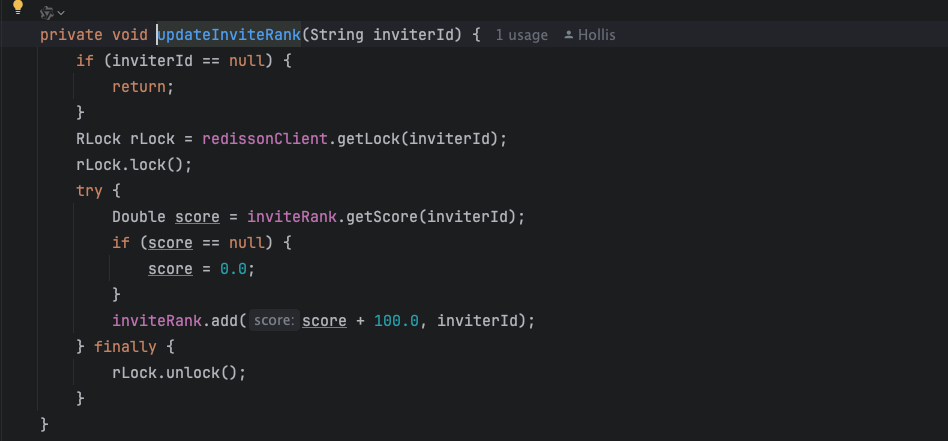 private void updateInviteRank(String inviterId) { 1 usage Hollis
if (inviterId == null) {
return;
}
RLock rLock = redissonClient.getLock(inviterId);
rLock.lock();
try {
Double score = inviteRank.getScore(inviterId);
if (score == null) {
score = 0.0;
}
inviteRank.add( score: score + 100.0, inviterId);
} finally {
rLock.unlock();
}
}